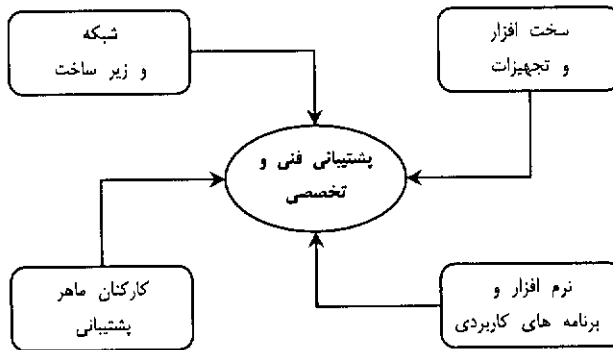 سخت افزار
و تجهیزات
شبکه
و زیر ساخت
پشتیبانی فنی و
تخصصی
نرم افزار و
برنامه های کاربردی
کارکنان ماهر
پشتیبانی